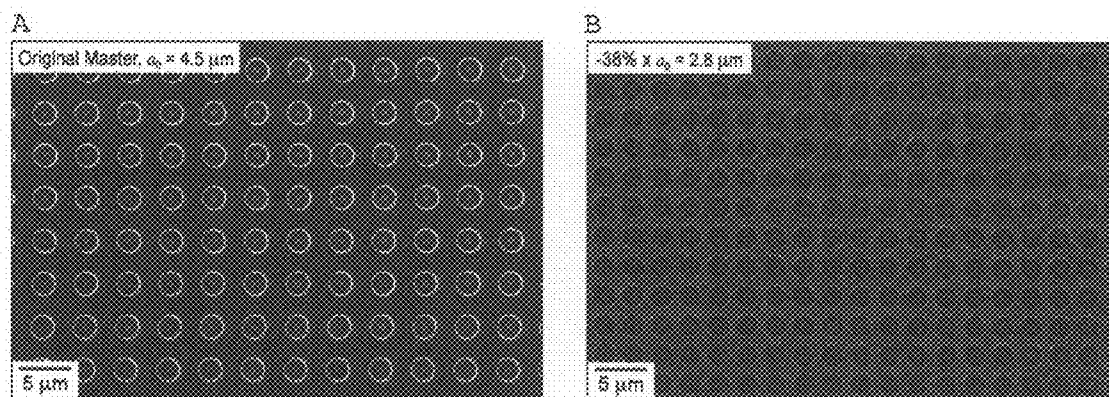 A
Original Master, a₀ = 4.5 µm
5 µm
B
-38% x a₀ = 2.8 µm
5 µm